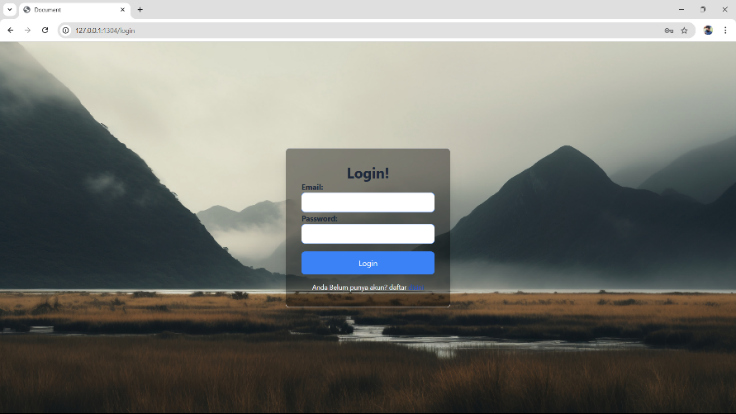 Document
127.0.0.1:1304/login
Login!
Email:
Password:
Login
Anda Belum punya akun? daftar